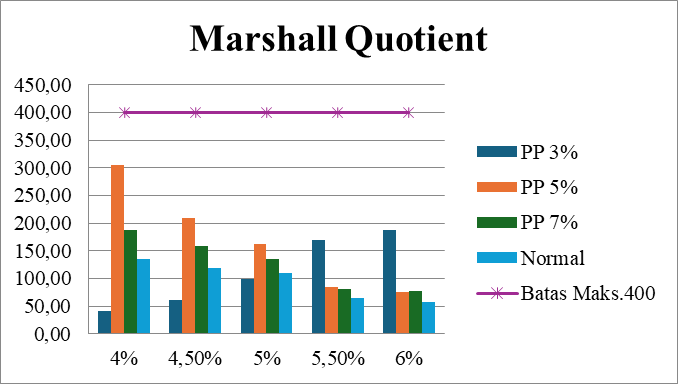 Marshall Quotient
450,00
400,00
350,00
300,00
250,00
200,00
150,00
100,00
50,00
0,00
4%
4,50%
5%
5,50%
6%
PP 3%
PP 5%
PP 7%
Normal
Batas Maks.400